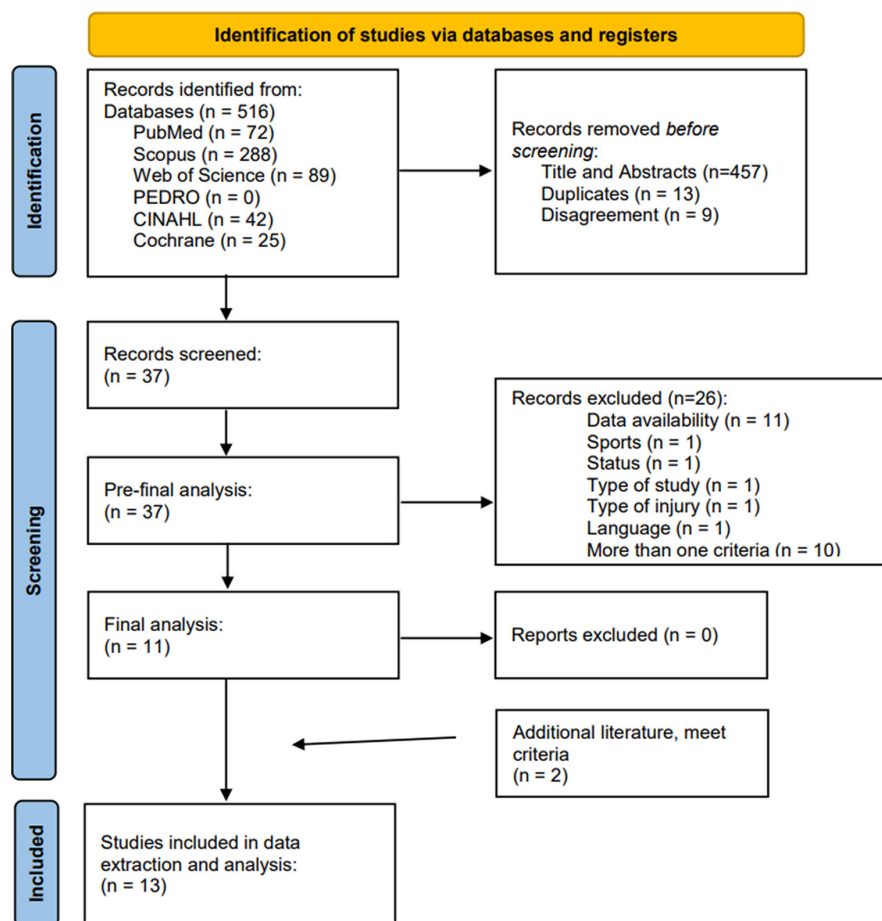 Identification of studies via databases and registers
Identification
Records identified from:
Databases (n = 516)
PubMed (n = 72)
Scopus (n = 288)
Web of Science (n = 89)
PEDRO (n = 0)
CINAHL (n = 42)
Cochrane (n = 25)
Records removed before
screening:
Title and Abstracts (n=457)
Duplicates (n = 13)
Disagreement (n = 9)
Screening
Records screened:
(n = 37)
Records excluded (n=26):
Data availability (n = 11)
Sports (n = 1)
Status (n = 1)
Type of study (n = 1)
Type of injury (n = 1)
Language (n = 1)
More than one criteria (n = 10)
Pre-final analysis:
(n = 37)
Final analysis:
(n = 11)
Reports excluded (n = 0)
Additional literature, meet
criteria
(n = 2)
Included
Studies included in data
extraction and analysis:
(n = 13)